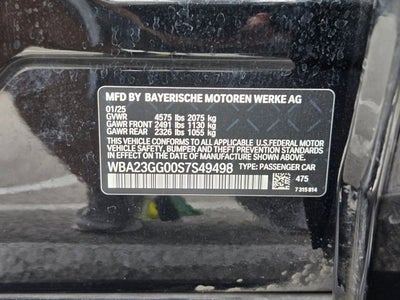 MFD BY BAYERISCHE MOTOREN WERKE AG
01/25
GVWR 4575 lbs 2075 kg
GAWR FRONT 2491 lbs 1130 kg
GAWR REAR 2326 lbs 1055 kg
THIS VEHICLE CONFORMS TO ALL APPLICABLE
U.S.FEDERAL MOTOR
VEHICLE SAFETY, BUMPER AND THEFT PREVENTION
STANDARDS IN EFFECT ON THE DATE OF
MANUFACTURE SHOWN ABOVE.
WBA23GG00S7S49498 TYPE: PASSENGER CAR
475
7 315 814